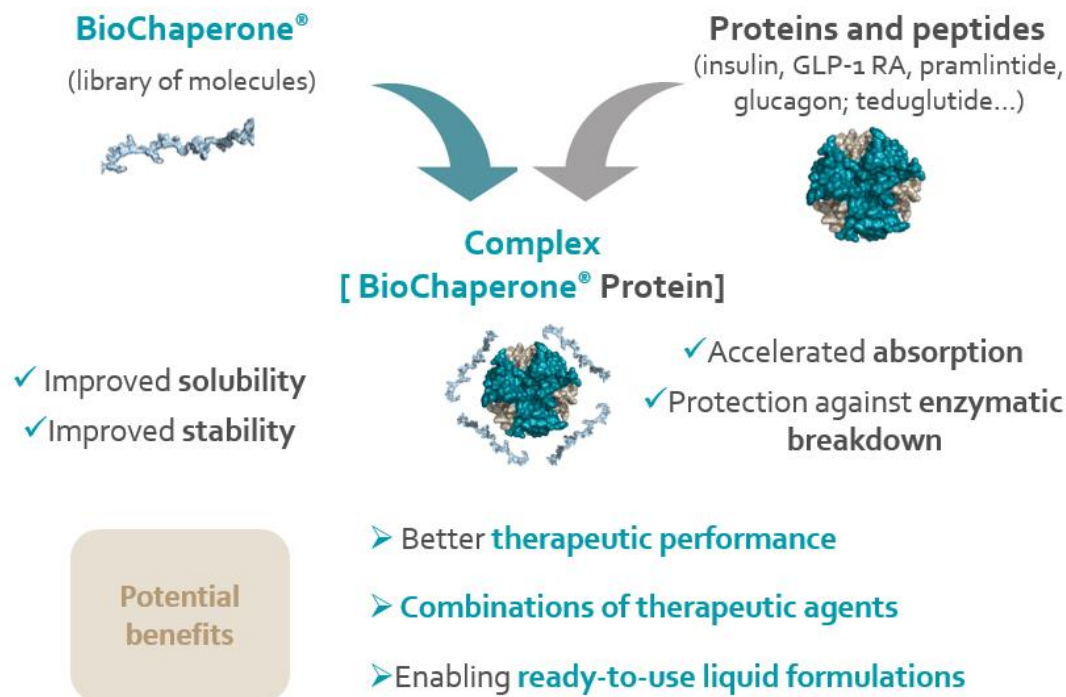 BioChaperone®
(library of molecules)
Proteins and peptides
(insulin, GLP-1 RA, pramlintide,
glucagon; teduglutide...)
Complex
[ BioChaperone® Protein]
✓ Improved solubility
✓Improved stability
✓Accelerated absorption
✓Protection against enzymatic
breakdown
Potential
benefits
➢ Better therapeutic performance
➢ Combinations of therapeutic agents
➢Enabling ready-to-use liquid formulations